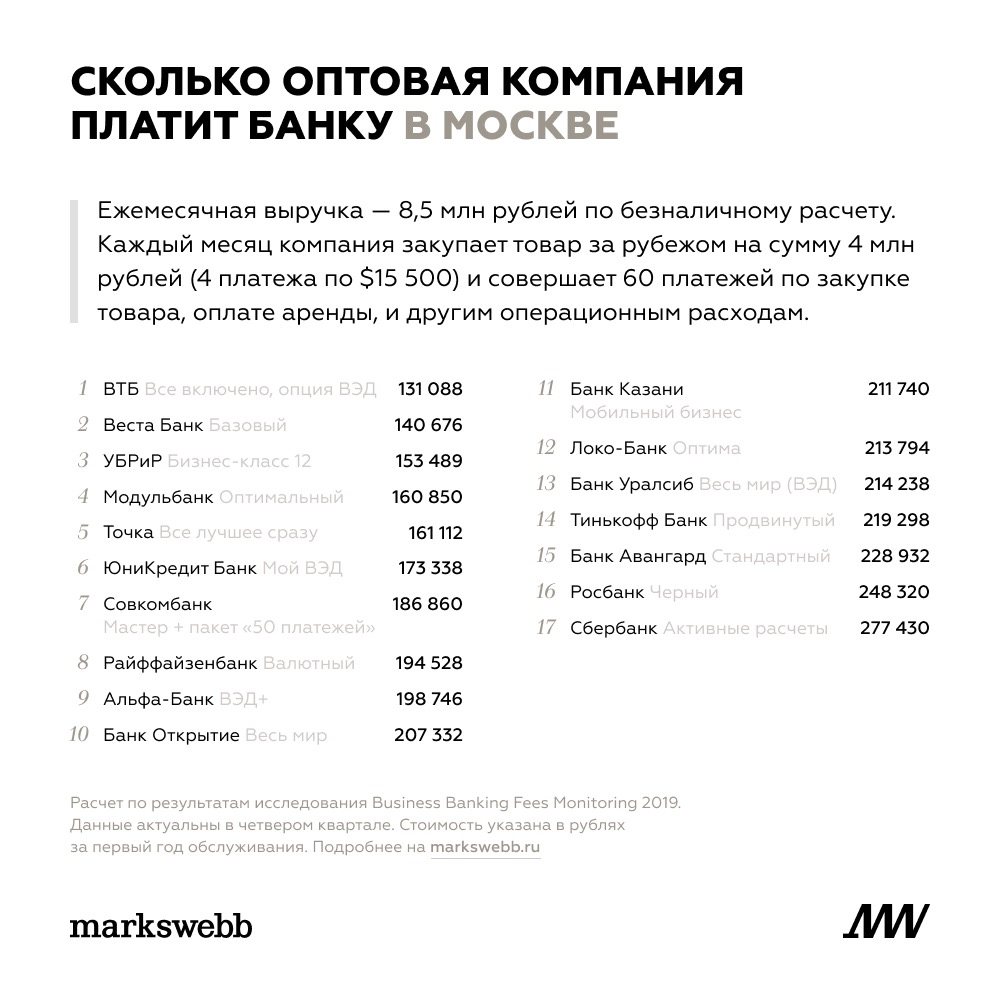 СКОЛЬКО ОПТОВАЯ КОМПАНИЯ
ПЛАТИТ БАНКУ В МОСКВЕ
Ежемесячная выручка — 8,5 млн рублей по безналичному расчету.
Каждый месяц компания закупает товар за рубежом на сумму 4 млн
рублей (4 платежа по $15 500) и совершает 60 платежей по закупке
товара, оплате аренды, и другим операционным расходам.
1 ВТБ Все включено, опция ВЭД 131 088
2 Веста Банк Базовый 140 676
3 УБРиР Бизнес-класс 12 153 489
4 Модульбанк Оптимальный 160 850
5 Точка Все лучшее сразу 161 112
6 ЮниКредит Банк Мой ВЭД 173 338
7 Совкомбанк 186 860
Мастер + пакет «50 платежей»
8 Райффайзенбанк Валютный 194 528
9 Альфа-Банк ВЭД+ 198 746
10 Банк Открытие Весь мир 207 332
11 Банк Казани 211 740
Мобильный бизнес
12 Локо-Банк Оптима 213 794
13 Банк Уралсиб Весь мир (ВЭД) 214 238
14 Тинькофф Банк Продвинутый 219 298
15 Банк Авангард Стандартный 228 932
16 Росбанк Черный 248 320
17 Сбербанк Активные расчеты 277 430
Расчет по результатам исследования Business Banking Fees Monitoring 2019.
Данные актуальны в четвером квартале. Стоимость указана в рублях
за первый год обслуживания. Подробнее на markswebb.ru
markswebb
MW